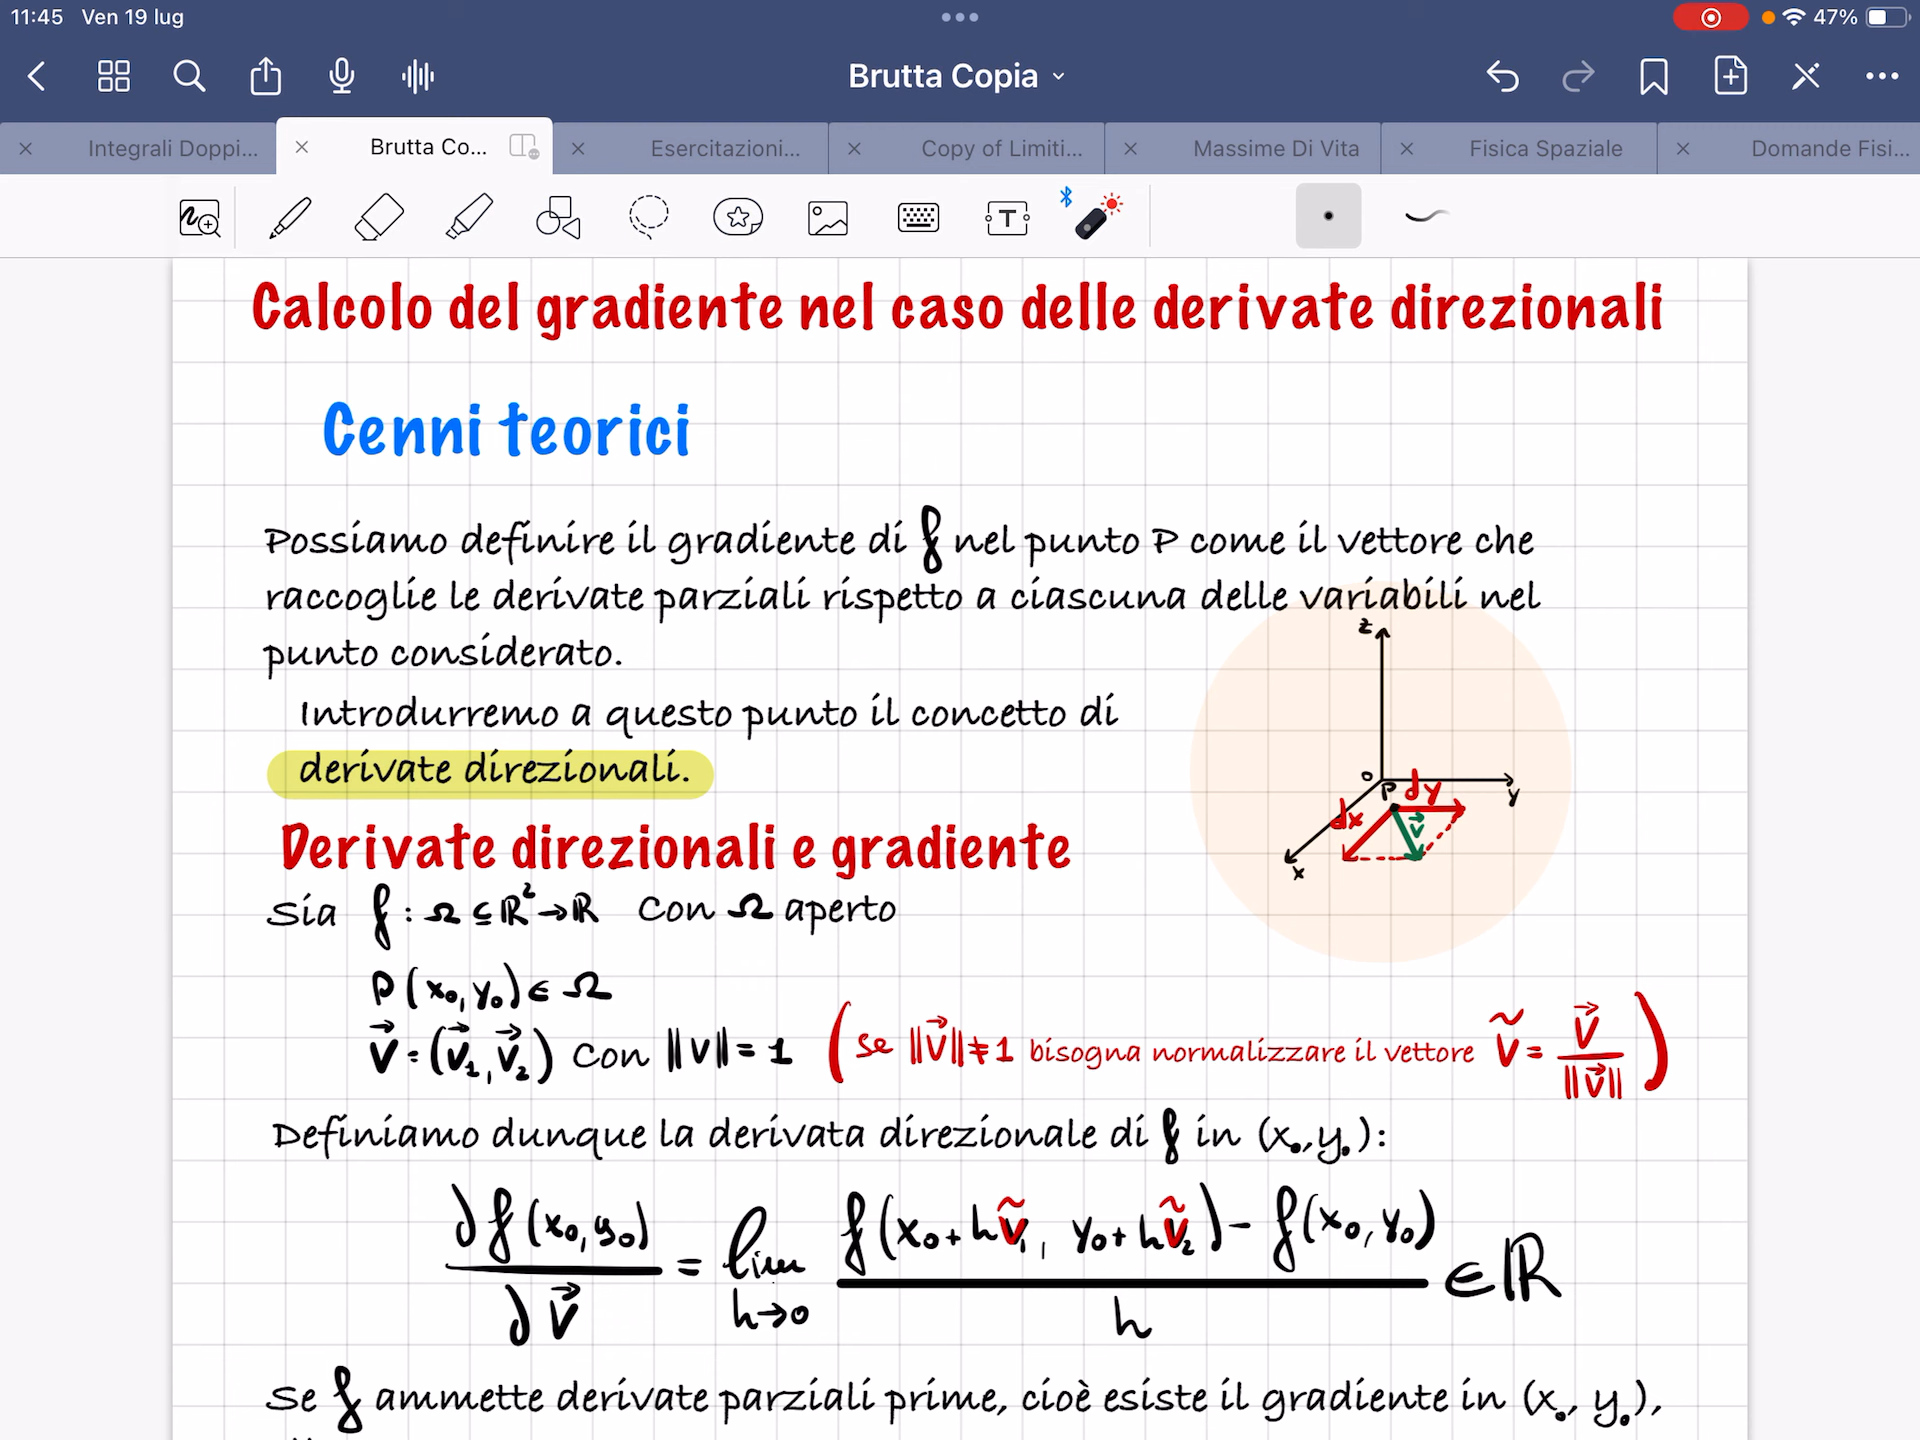 11:45 Ven 19 lug
47%
Brutta Copia
Integrali Doppi...
Brutta Co...
Esercitazioni...
Copy of Limiti...
Massime Di Vita
Fisica Spaziale
Domande Fisi...
T
Calcolo del gradiente nel caso delle derivate direzionali
Cenni teorici
Possiamo definire il gradiente di f nel punto P come il vettore che
raccoglie le derivate parziali rispetto a ciascuna delle variabili nel
punto considerato.
Introdurremo a questo punto il concetto di
derivate direzionali.
z
o
P
dy
y
dx
v⃗
x
Derivate direzionali e gradiente
Sia f : Ω ⊆ ℝ² → ℝ Con Ω aperto
P (x₀, y₀) ∈ Ω
v⃗ = (v⃗₁, v⃗₂) con ||v|| = 1 (se ||v⃗|| ≠ 1 bisogna normalizzare il vettore ṽ = v⃗ / ||v⃗||)
Definiamo dunque la derivata direzionale di f in (x₀, y₀):
∂f(x₀, y₀) / ∂v⃗ = lim h→0 f(x₀ + hṽ₁, y₀ + hṽ₂) - f(x₀, y₀) / h ∈ ℝ
Se f ammette derivate parziali prime, cioè esiste il gradiente in (x₀, y₀),